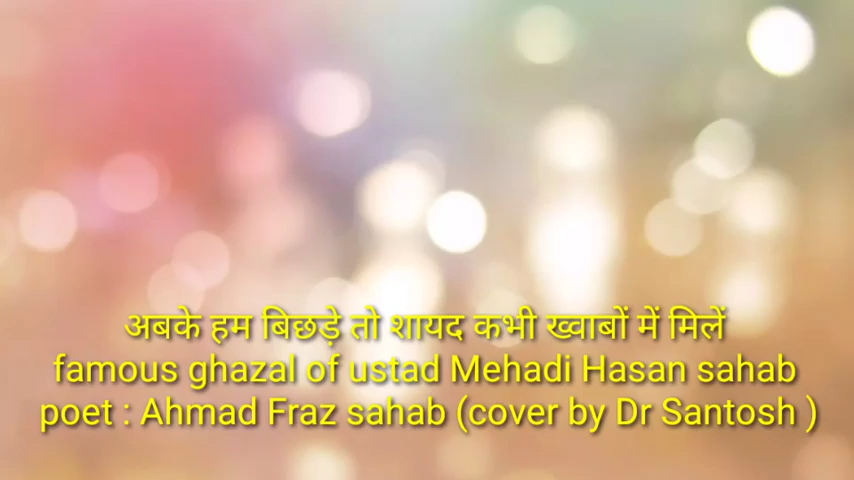 अबके हम बिछड़े तो शायद कभी ख्वाबों में मिलें
famous ghazal of ustad Mehadi Hasan sahab
poet : Ahmad Fraz sahab (cover by Dr Santosh )